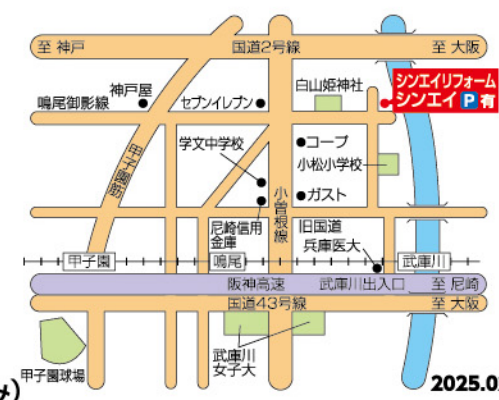 至 神戸
国道2号線
至 大阪
シンエイリフォーム
シンエイ P 有
神戸屋
鳴尾御影線
セブンイレブン
白山姫神社
学文中学校
コープ
小松小学校
甲子園筋
小曽根線
ガスト
尼崎信用
金庫
旧国道
兵庫医大
甲子園
鳴尾
武庫川
阪神高速
武庫川出入口
至 尼崎
国道43号線
至 大阪
武庫川
女子大
甲子園球場
み)
2025.0